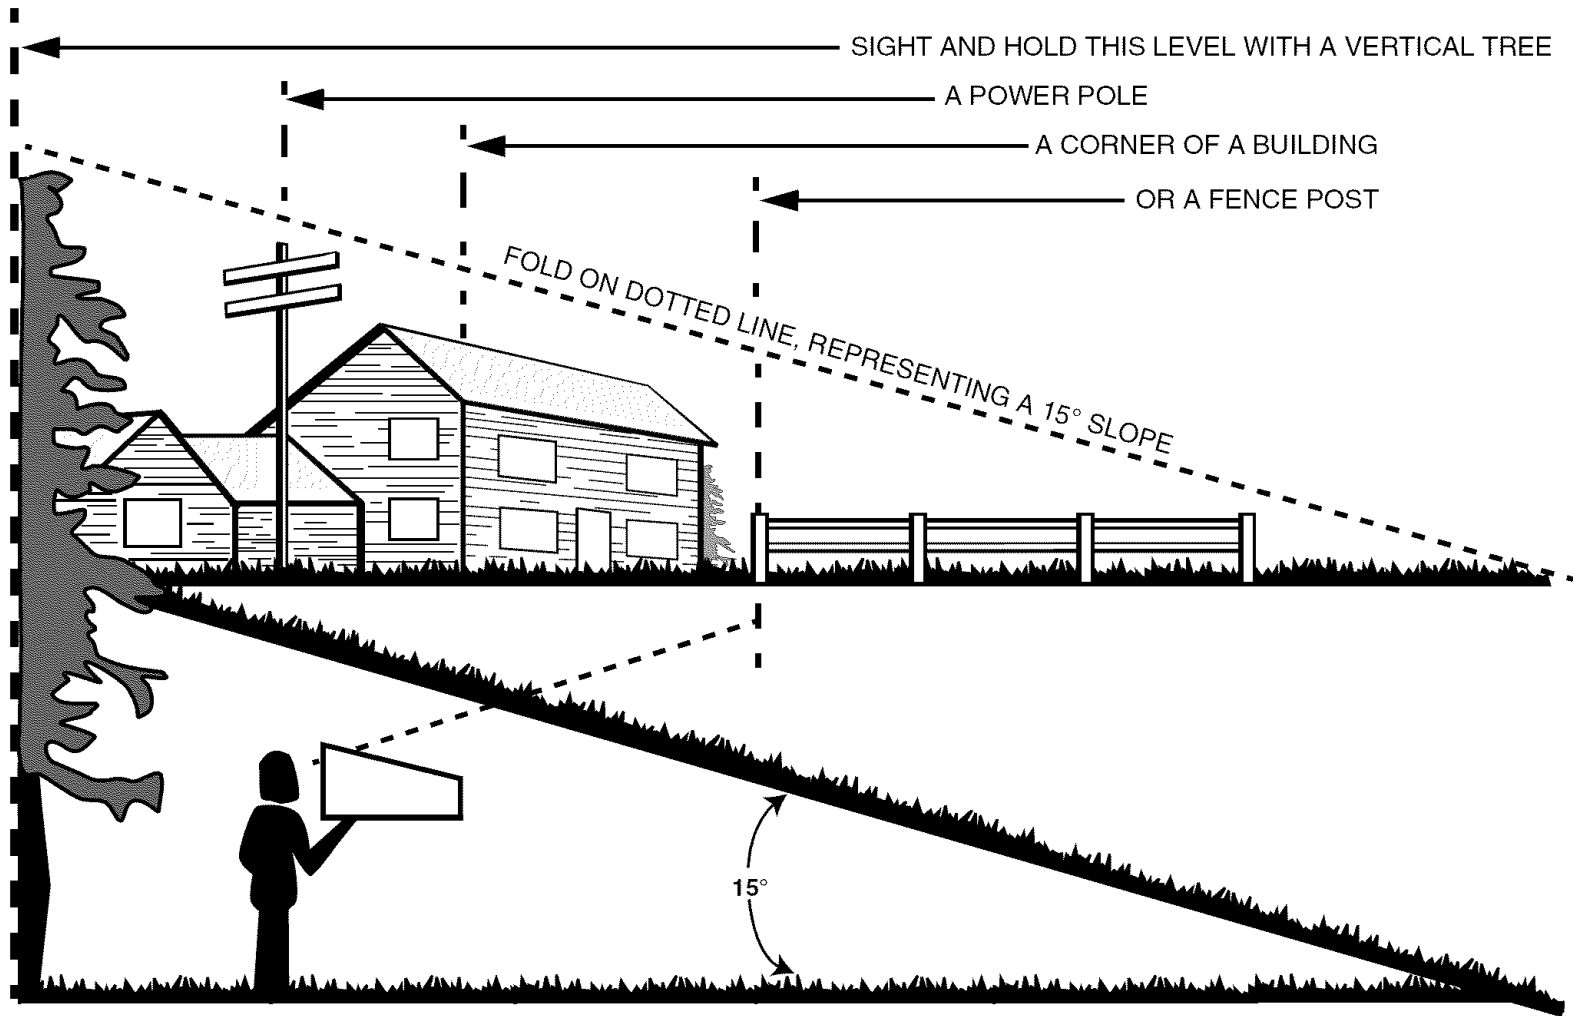 SIGHT AND HOLD THIS LEVEL WITH A VERTICAL TREE
A POWER POLE
A CORNER OF A BUILDING
OR A FENCE POST
FOLD ON DOTTED LINE, REPRESENTING A 15° SLOPE
15°